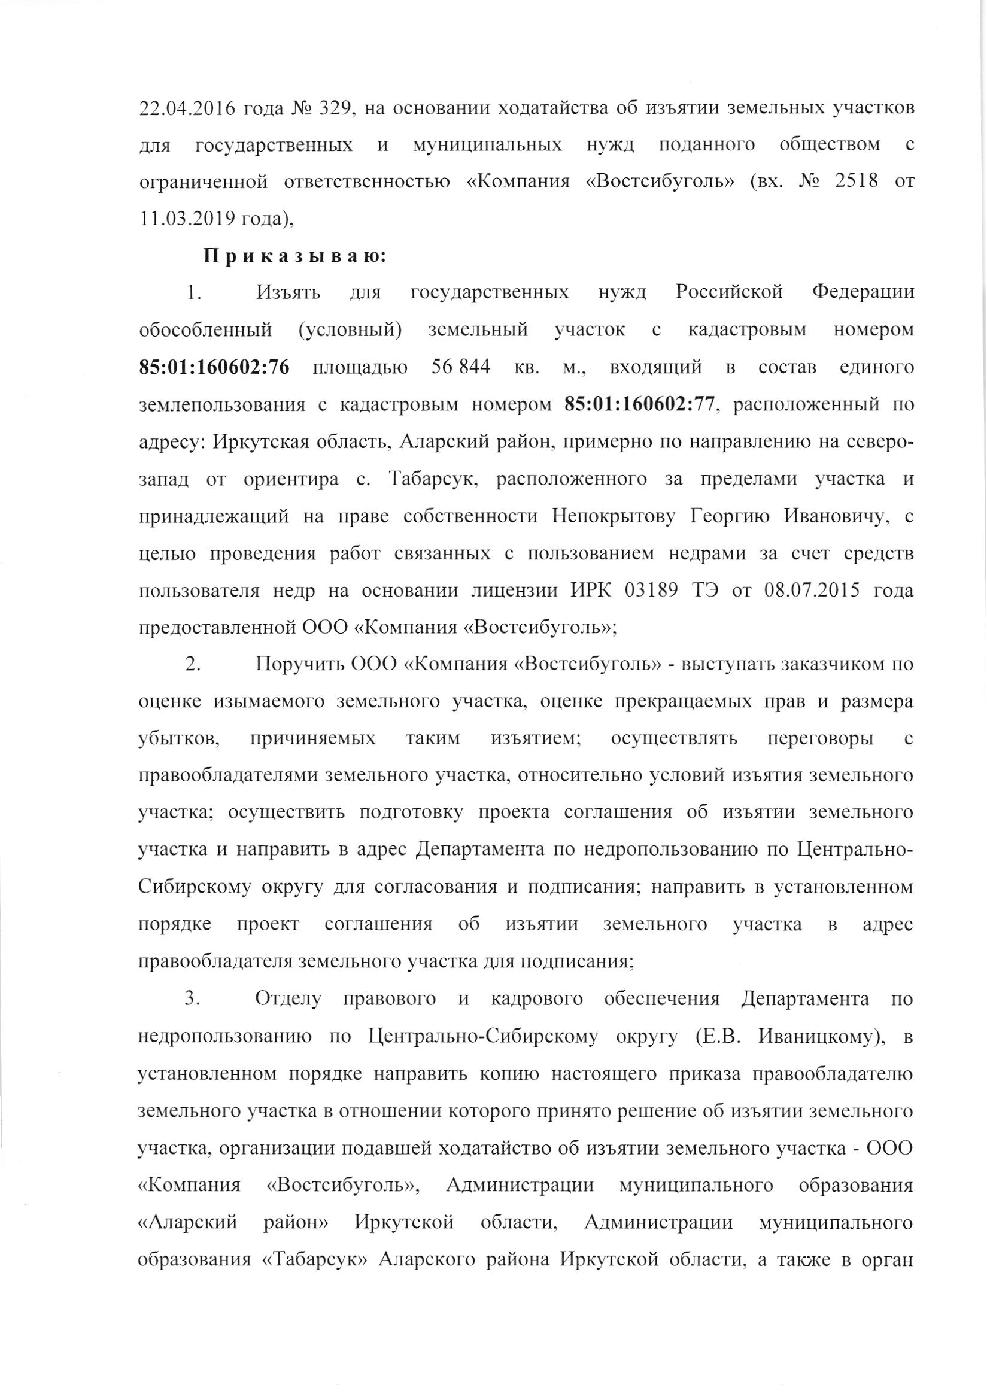 22.04.2016 года № 329, на основании ходатайства об изъятии земельных участков
для государственных и муниципальных нужд поданного обществом с
ограниченной ответственностью «Компания «Востсибуголь» (вх. № 2518 от
11.03.2019 года),
П р и к а з ы в а ю:
1. Изъять для государственных нужд Российской Федерации
обособленный (условный) земельный участок с кадастровым номером
85:01:160602:76 площадью 56 844 кв. м., входящий в состав единого
землепользования с кадастровым номером 85:01:160602:77, расположенный по
адресу: Иркутская область, Аларский район, примерно по направлению на северо-
запад от ориентира с. Табарсук, расположенного за пределами участка и
принадлежащий на праве собственности Непокрытову Георгию Ивановичу, с
целью проведения работ связанных с пользованием недрами за счет средств
пользователя недр на основании лицензии ИРК 03189 ТЭ от 08.07.2015 года
предоставленной ООО «Компания «Востсибуголь»;
2. Поручить ООО «Компания «Востсибуголь» - выступать заказчиком по
оценке изымаемого земельного участка, оценке прекращаемых прав и размера
убытков, причиняемых таким изъятием; осуществлять переговоры с
правообладателями земельного участка, относительно условий изъятия земельного
участка; осуществить подготовку проекта соглашения об изъятии земельного
участка и направить в адрес Департамента по недропользованию по Центрально-
Сибирскому округу для согласования и подписания; направить в установленном
порядке проект соглашения об изъятии земельного участка в адрес
правообладателя земельного участка для подписания;
3. Отделу правового и кадрового обеспечения Департамента по
недропользованию по Центрально-Сибирскому округу (Е.В. Иваницкому), в
установленном порядке направить копию настоящего приказа правообладателю
земельного участка в отношении которого принято решение об изъятии земельного
участка, организации подавшей ходатайство об изъятии земельного участка - ООО
«Компания «Востсибуголь», Администрации муниципального образования
«Аларский район» Иркутской области, Администрации муниципального
образования «Табарсук» Аларского района Иркутской области, а также в орган